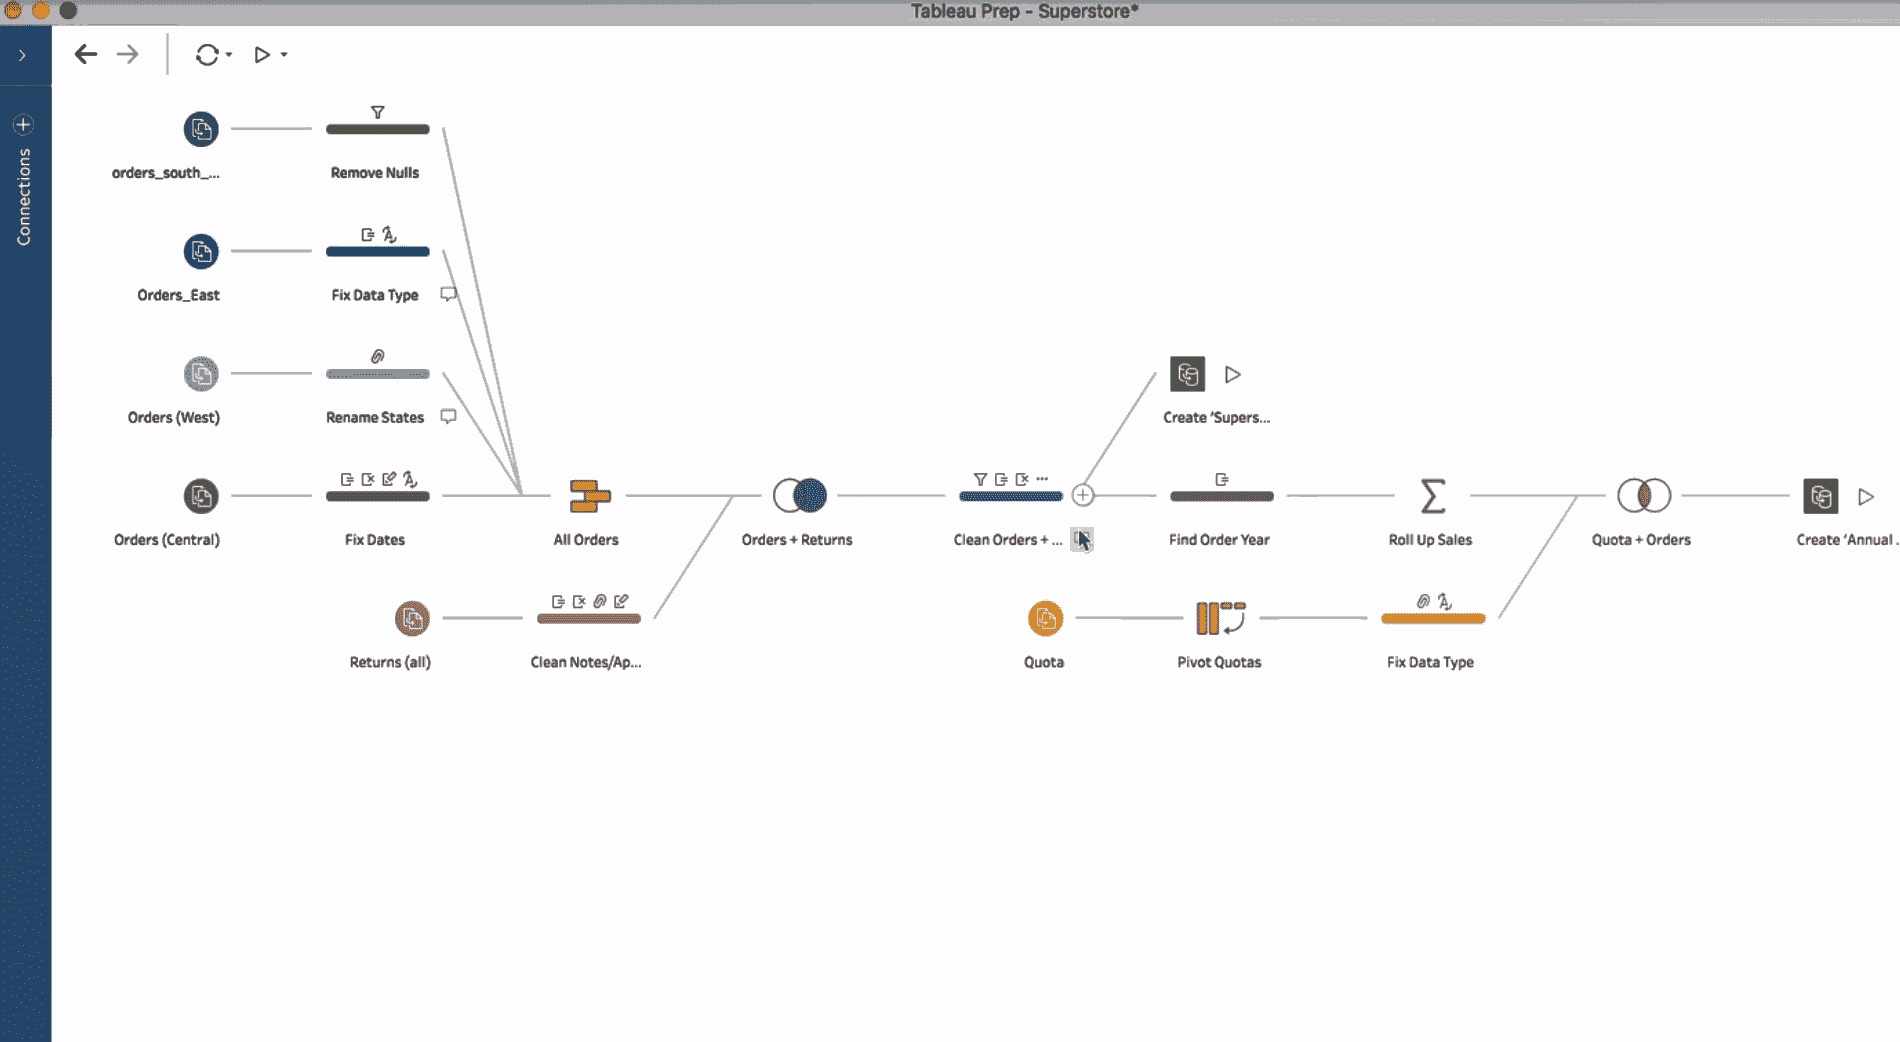 Tableau Prep - Superstore*
Connections
orders_south_...
Remove Nulls
Orders_East
Fix Data Type
Orders (West)
Rename States
Create ‘Supers...
Orders (Central)
Fix Dates
All Orders
Orders + Returns
Clean Orders + ...
Find Order Year
Roll Up Sales
Quota + Orders
Create ‘Annual .
Returns (all)
Clean Notes/Ap...
Quota
Pivot Quotas
Fix Data Type